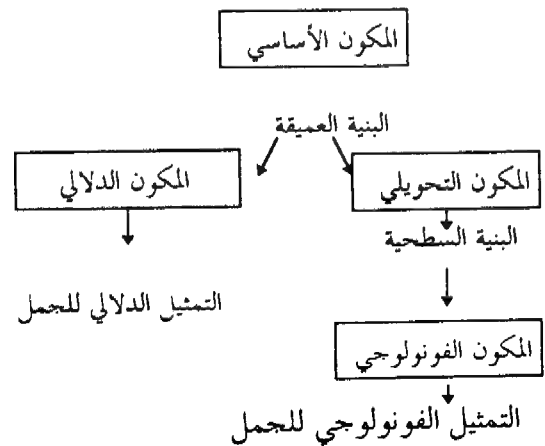 المكون الأساسي
البنية العميقة
المكون التحويلي
المكون الدلالي
البنية السطحية
التمثيل الدلالي للجمل
المكون الفونولوجي
التمثيل الفونولوجي للجمل